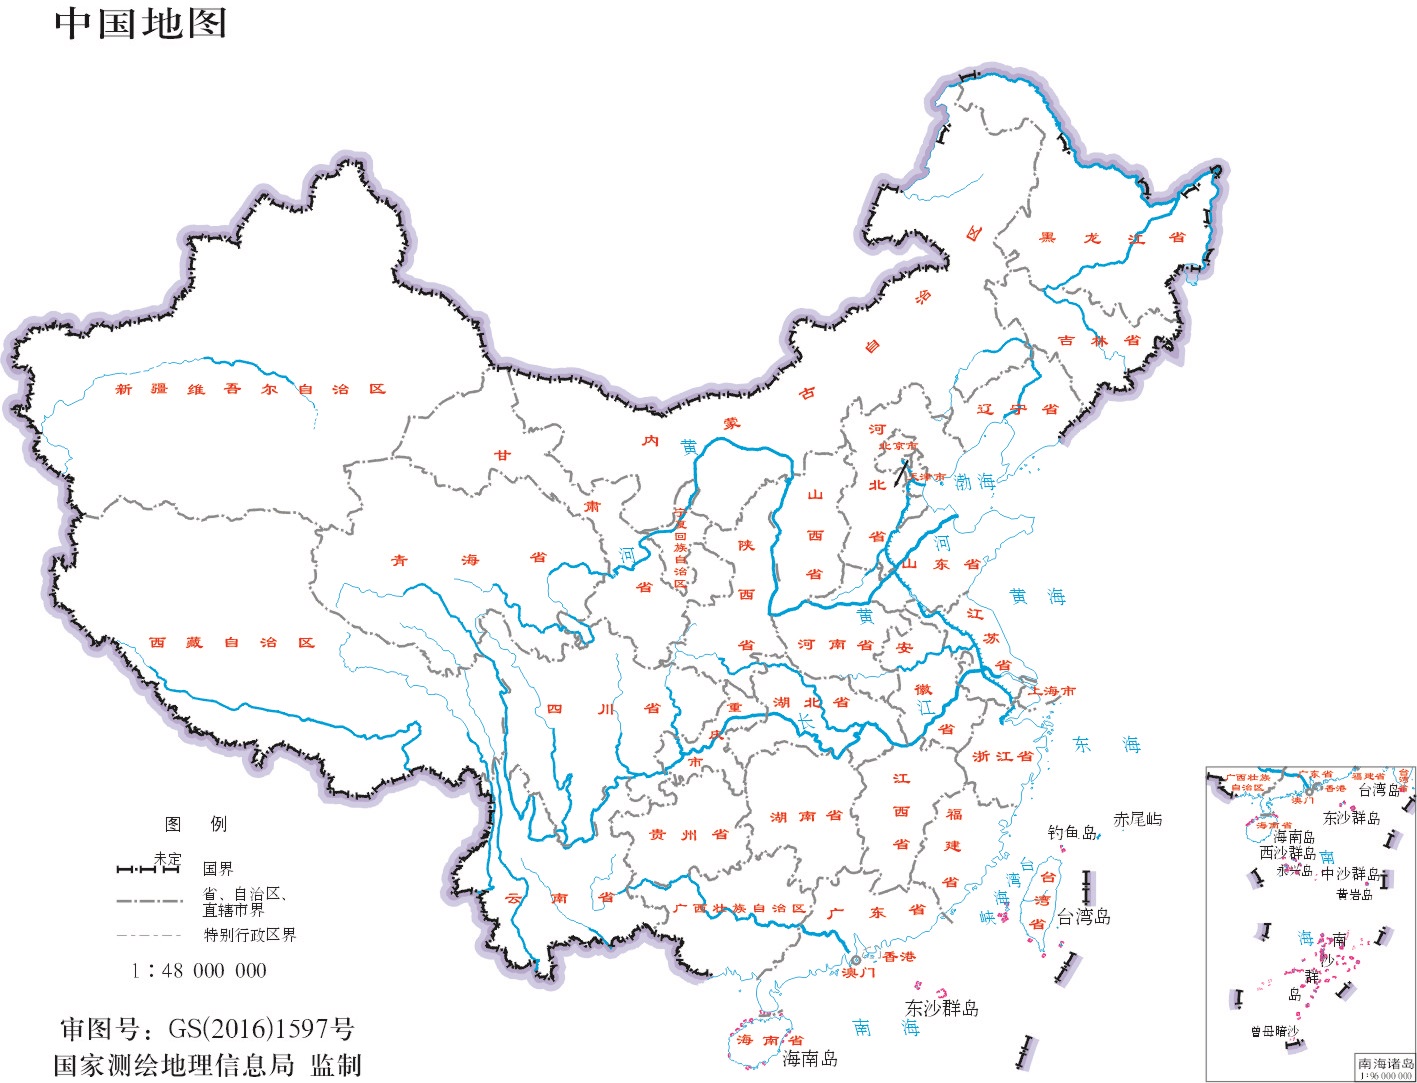 中国地图
黑龙江省
内蒙古自治区
吉林省
新疆维吾尔自治区
辽宁省
甘肃省
河北省
北京市
天津市
渤海
黄河
山西省
宁夏回族自治区
陕西省
青海省
山东省
河
黄海
黄
西藏自治区
河南省
江苏省
安徽省
四川省
重庆市
湖北省
上海市
长江
浙江省
东海
江西省
湖南省
贵州省
福建省
钓鱼岛
赤尾屿
云南省
广西壮族自治区
广东省
台湾海峡
台湾省
台湾岛
香港
澳门
东沙群岛
南海
海南省
海南岛
图例
未定
国界
省、自治区、
直辖市界
特别行政区界
1:48 000 000
审图号：GS(2016)1597号
国家测绘地理信息局 监制
广西壮族
自治区
广东省
福建省
台湾省
香港
澳门
台湾岛
东沙群岛
海南省
海南岛
西沙群岛
永兴岛
中沙群岛
黄岩岛
南海
南沙群岛
曾母暗沙
南海诸岛
1:96 000 000